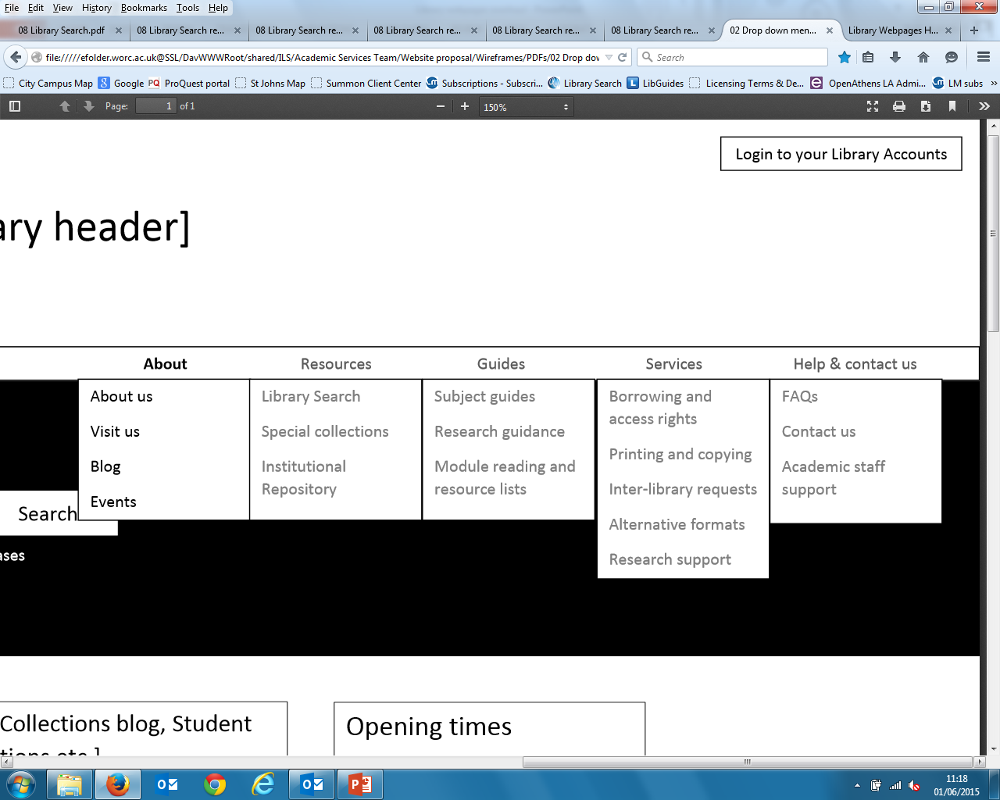 File Edit View History Bookmarks Tools Help
08 Library Search.pdf
08 Library Search re...
08 Library Search re...
08 Library Search re...
08 Library Search re...
08 Library Search re...
02 Drop down men...
Library Webpages H...
file://///efolder.worc.ac.uk@SSL/DavWWWRoot/shared/ILS/Academic Services Team/Website proposal/Wireframes/PDFs/02 Drop dow
Search
City Campus Map
Google
ProQuest portal
St Johns Map
Summon Client Center
Subscriptions - Subscri...
Library Search
LibGuides
Licensing Terms & De...
OpenAthens LA Admi...
LM subs
Page: 1 of 1
150%
Login to your Library Accounts
ary header]
About
Resources
Guides
Services
Help & contact us
About us
Visit us
Blog
Events
Library Search
Special collections
Institutional
Repository
Subject guides
Research guidance
Module reading and
resource lists
Borrowing and
access rights
Printing and copying
Inter-library requests
Alternative formats
Research support
FAQs
Contact us
Academic staff
support
Search
ases
Collections blog, Student
tions etc.]
Opening times
11:18
01/06/2015